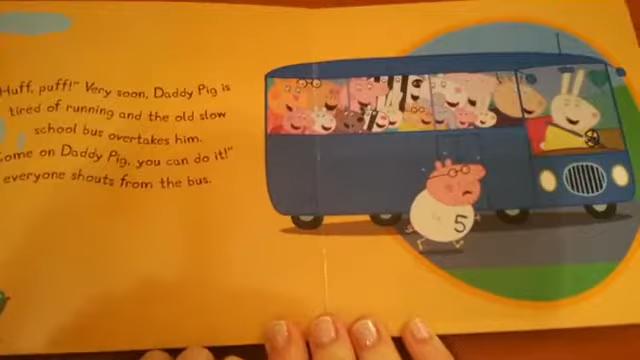 Huff, puff!" Very soon, Daddy Pig is
tired of running and the old slow
school bus overtakes him.
ome on Daddy Pig, you can do it!"
everyone shouts from the bus.
5